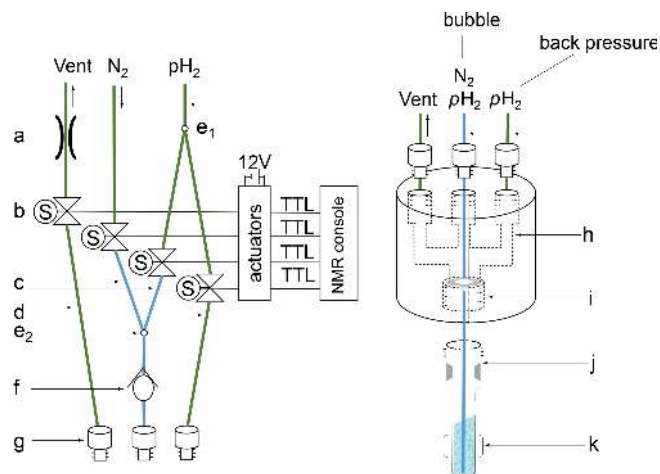 bubble
back pressure
Vent N₂ pH₂
N₂
Vent pH₂ pH₂
a
e₁
12V
b
S
TTL
S
TTL
S
TTL
S
TTL
actuators
NMR console
c
d
e₂
f
g
h
i
j
k